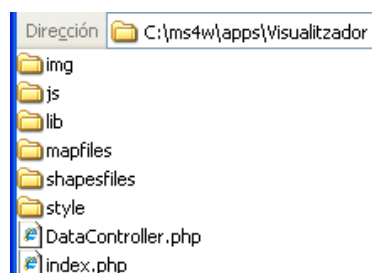 Dirección C:\ms4w\apps\Visualitzador
img
js
lib
mapfiles
shapesfiles
style
DataController.php
index.php